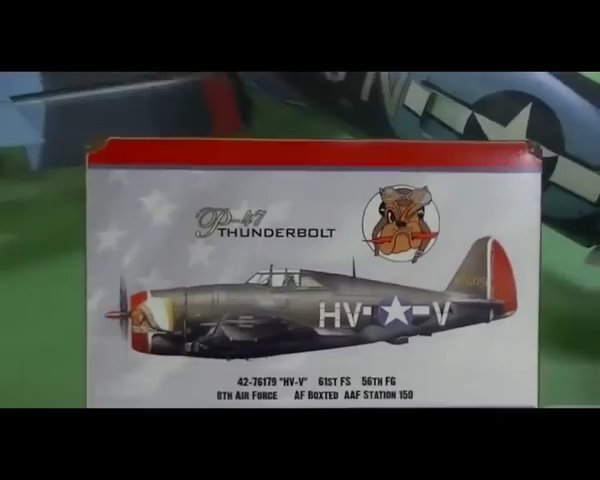 P-47
THUNDERBOLT
HV V
42-76179 "HV-V" 61ST FS 56TH FG
8TH AIR FORCE AF BOXTED AAF STATION 150